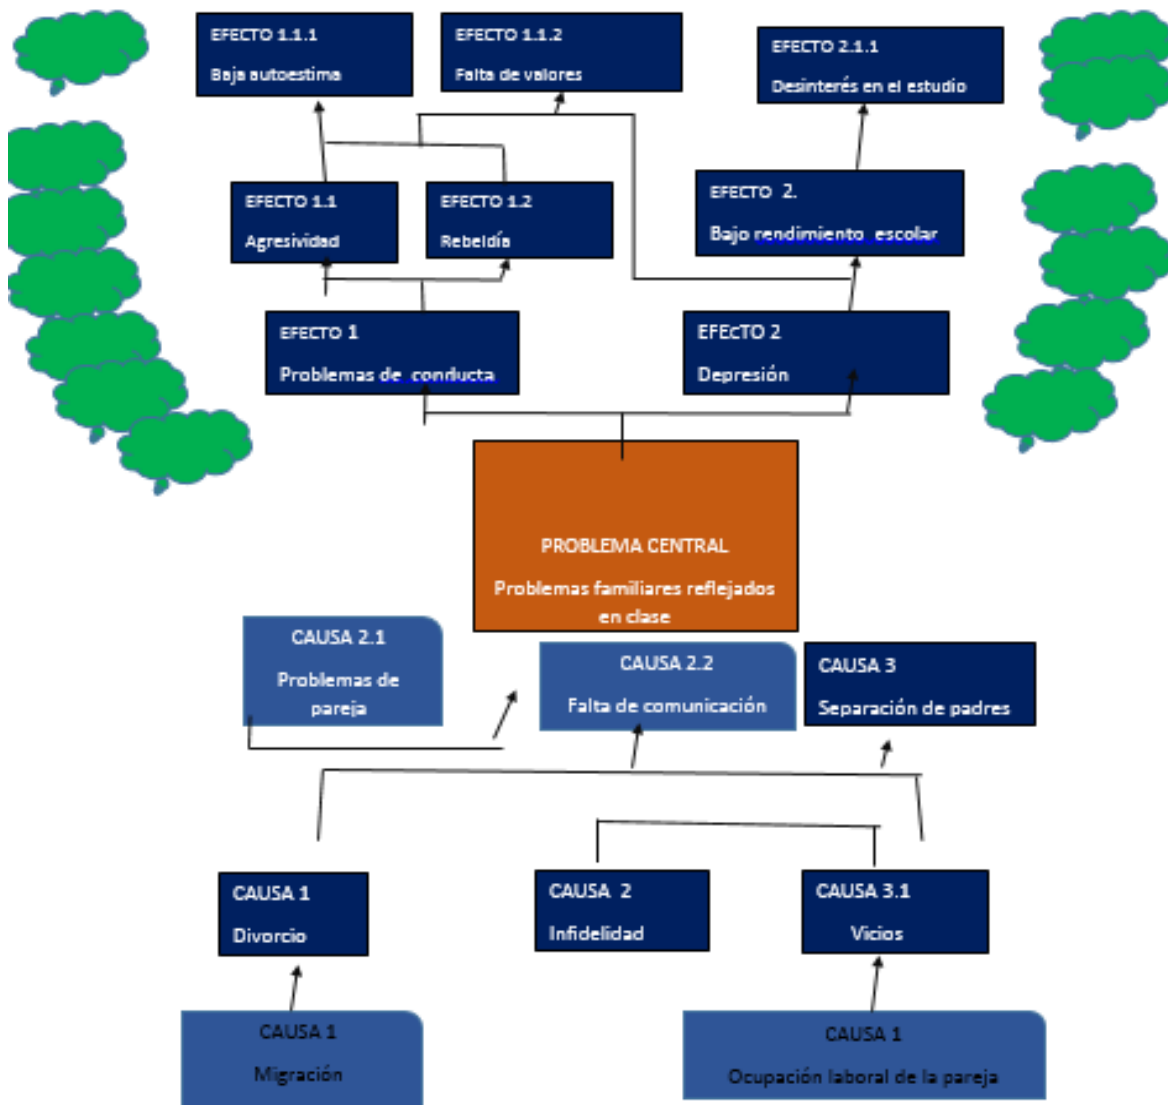 EFECTO 1.1.1
Baja autoestima
EFECTO 1.1.2
Falta de valores
EFECTO 2.1.1
Desinterés en el estudio
EFECTO 1.1
Agresividad
EFECTO 1.2
Rebeldía
EFECTO 2.
Bajo rendimiento escolar
EFECTO 1
Problemas de conducta
EFEcTO 2
Depresión
PROBLEMA CENTRAL
Problemas familiares reflejados
en clase
CAUSA 2.1
Problemas de
pareja
CAUSA 2.2
Falta de comunicación
CAUSA 3
Separación de padres
CAUSA 1
Divorcio
CAUSA 2
Infidelidad
CAUSA 3.1
Vicios
CAUSA 1
Migración
CAUSA 1
Ocupación laboral de la pareja